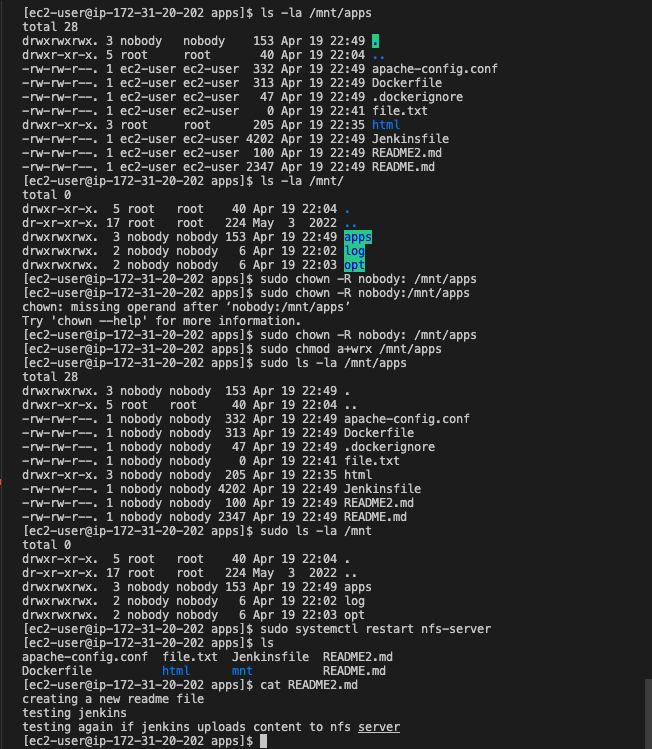 [ec2-user@ip-172-31-20-202 apps]$ ls -la /mnt/apps
total 28
drwxrwxrwx. 3 nobody   nobody    153 Apr 19 22:49 .
drwxr-xr-x. 5 root     root       40 Apr 19 22:04 ..
-rw-rw-r--. 1 ec2-user ec2-user  332 Apr 19 22:49 apache-config.conf
-rw-rw-r--. 1 ec2-user ec2-user  313 Apr 19 22:49 Dockerfile
-rw-rw-r--. 1 ec2-user ec2-user   47 Apr 19 22:49 .dockerignore
-rw-rw-r--. 1 ec2-user ec2-user    0 Apr 19 22:41 file.txt
drwxr-xr-x. 3 root     root      205 Apr 19 22:35 html
-rw-rw-r--. 1 ec2-user ec2-user 4202 Apr 19 22:49 Jenkinsfile
-rw-rw-r--. 1 ec2-user ec2-user  100 Apr 19 22:49 README2.md
-rw-rw-r--. 1 ec2-user ec2-user 2347 Apr 19 22:49 README.md
[ec2-user@ip-172-31-20-202 apps]$ ls -la /mnt/
total 0
drwxr-xr-x.  5 root   root    40 Apr 19 22:04 .
dr-xr-xr-x. 17 root   root   224 May  3  2022 ..
drwxrwxrwx.  3 nobody nobody 153 Apr 19 22:49 apps
drwxrwxrwx.  2 nobody nobody   6 Apr 19 22:02 log
drwxrwxrwx.  2 nobody nobody   6 Apr 19 22:03 opt
[ec2-user@ip-172-31-20-202 apps]$ sudo chown -R nobody: /mnt/apps
[ec2-user@ip-172-31-20-202 apps]$ sudo chown -R nobody:/mnt/apps
chown: missing operand after ‘nobody:/mnt/apps’
Try 'chown --help' for more information.
[ec2-user@ip-172-31-20-202 apps]$ sudo chown -R nobody: /mnt/apps
[ec2-user@ip-172-31-20-202 apps]$ sudo chmod a+wrx /mnt/apps
[ec2-user@ip-172-31-20-202 apps]$ sudo ls -la /mnt/apps
total 28
drwxrwxrwx. 3 nobody nobody  153 Apr 19 22:49 .
drwxr-xr-x. 5 root   root     40 Apr 19 22:04 ..
-rw-rw-r--. 1 nobody nobody  332 Apr 19 22:49 apache-config.conf
-rw-rw-r--. 1 nobody nobody  313 Apr 19 22:49 Dockerfile
-rw-rw-r--. 1 nobody nobody   47 Apr 19 22:49 .dockerignore
-rw-rw-r--. 1 nobody nobody    0 Apr 19 22:41 file.txt
drwxr-xr-x. 3 nobody nobody  205 Apr 19 22:35 html
-rw-rw-r--. 1 nobody nobody 4202 Apr 19 22:49 Jenkinsfile
-rw-rw-r--. 1 nobody nobody  100 Apr 19 22:49 README2.md
-rw-rw-r--. 1 nobody nobody 2347 Apr 19 22:49 README.md
[ec2-user@ip-172-31-20-202 apps]$ sudo ls -la /mnt
total 0
drwxr-xr-x.  5 root   root    40 Apr 19 22:04 .
dr-xr-xr-x. 17 root   root   224 May  3  2022 ..
drwxrwxrwx.  3 nobody nobody 153 Apr 19 22:49 apps
drwxrwxrwx.  2 nobody nobody   6 Apr 19 22:02 log
drwxrwxrwx.  2 nobody nobody   6 Apr 19 22:03 opt
[ec2-user@ip-172-31-20-202 apps]$ sudo systemctl restart nfs-server
[ec2-user@ip-172-31-20-202 apps]$ ls
apache-config.conf  file.txt  Jenkinsfile  README2.md
Dockerfile          html      mnt          README.md
[ec2-user@ip-172-31-20-202 apps]$ cat README2.md
creating a new readme file
testing jenkins
testing again if jenkins uploads content to nfs server
[ec2-user@ip-172-31-20-202 apps]$